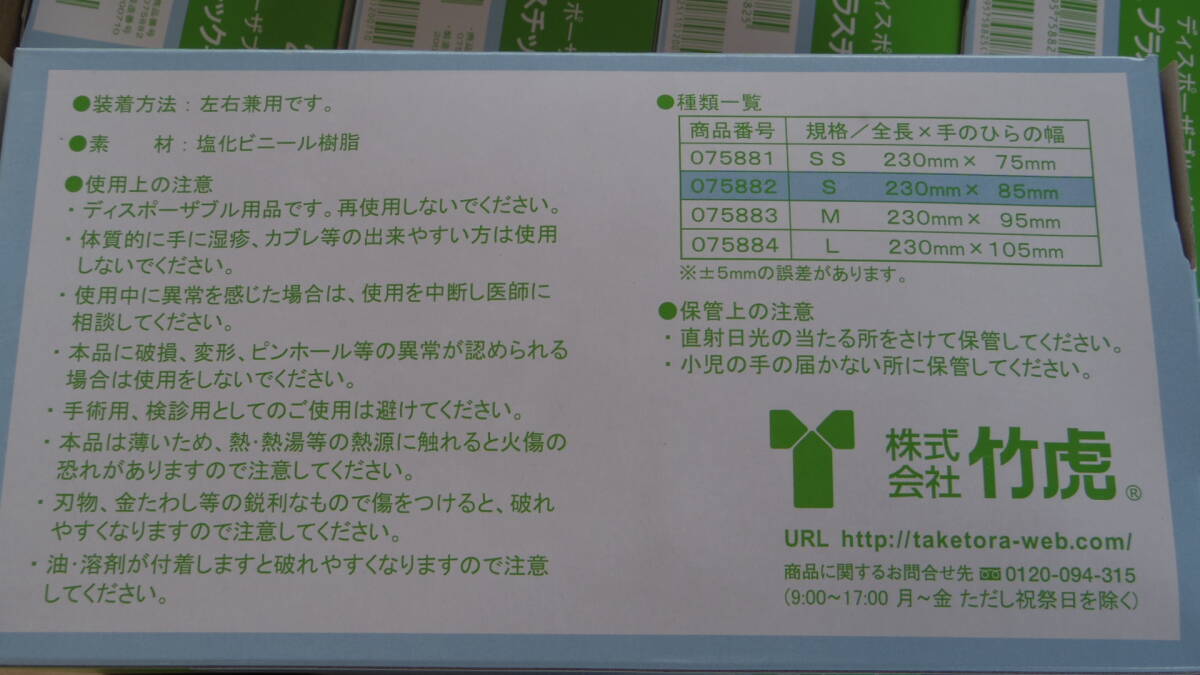 ●装着方法：左右兼用です。
●素　　材：塩化ビニール樹脂
●使用上の注意
・ディスポーザブル用品です。再使用しないでください。
・体質的に手に湿疹、カブレ等の出来やすい方は使用
しないでください。
・使用中に異常を感じた場合は、使用を中断し医師に
相談してください。
・本品に破損、変形、ピンホール等の異常が認められる
場合は使用をしないでください。
・手術用、検診用としてのご使用は避けてください。
・本品は薄いため、熱・熱湯等の熱源に触れると火傷の
恐れがありますので注意してください。
・刃物、金たわし等の鋭利なもので傷をつけると、破れ
やすくなりますので注意してください。
・油・溶剤が付着しますと破れやすくなりますので注意
してください。
●種類一覧
商品番号 規格／全長×手のひらの幅
075881 SS 230mm× 75mm
075882 S 230mm× 85mm
075883 M 230mm× 95mm
075884 L 230mm×105mm
※±5mmの誤差があります。
●保管上の注意
・直射日光の当たる所をさけて保管してください。
・小児の手の届かない所に保管してください。
株式会社 竹虎®
URL http://taketora-web.com/
商品に関するお問合せ先 0120-094-315
(9:00～17:00 月～金 ただし祝祭日を除く)
ディスポーザブル
プラ